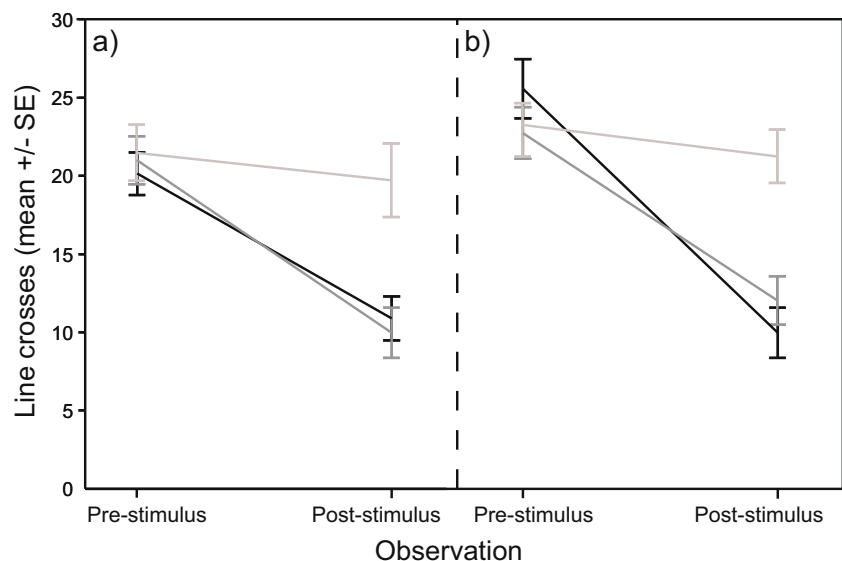 Line crosses (mean +/- SE)
30
25
20
15
10
5
0
a)
b)
Pre-stimulus
Post-stimulus
Pre-stimulus
Post-stimulus
Observation